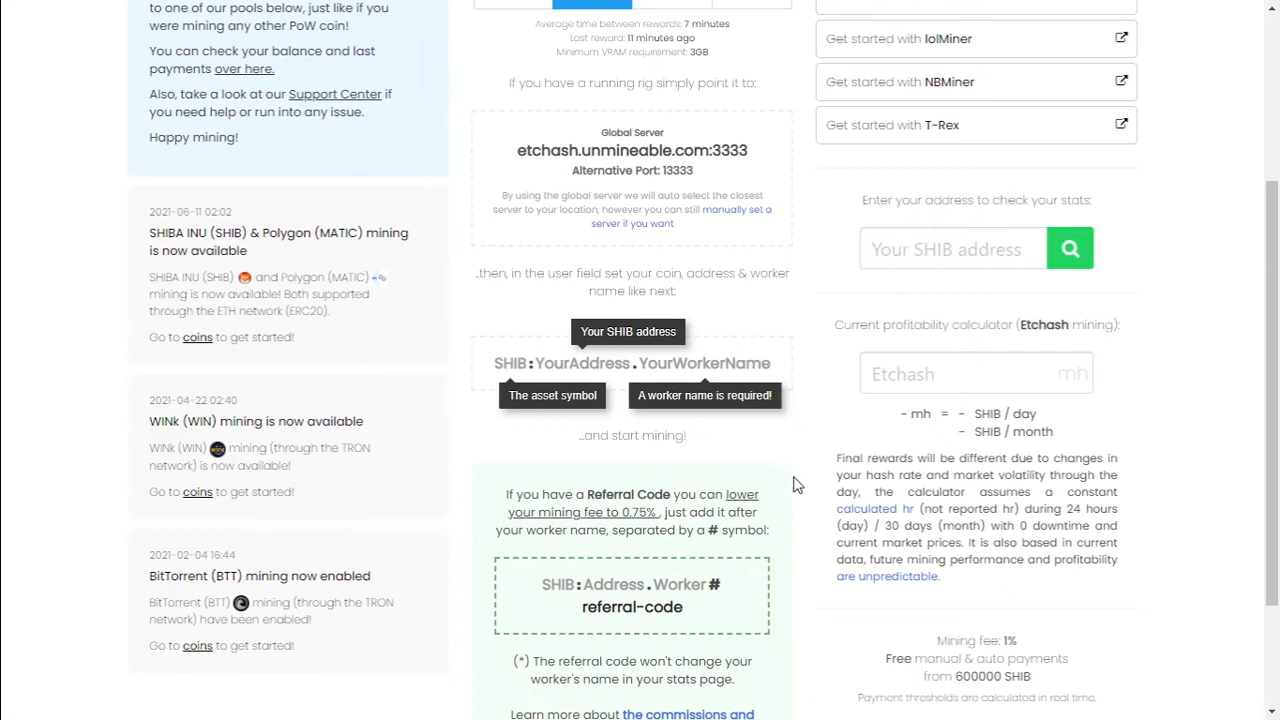 to one of our pools below, just like if you
were mining any other PoW coin!
You can check your balance and last
payments over here.
Also, take a look at our Support Center if
you need help or run into any issue.
Happy mining!
2021-06-11 02:02
SHIBA INU (SHIB) & Polygon (MATIC) mining
is now available
SHIBA INU (SHIB) and Polygon (MATIC)
mining is now available! Both supported
through the ETH network (ERC20).
Go to coins to get started!
2021-04-22 02:40
WINk (WIN) mining is now available
WINk (WIN) mining (through the TRON
network) is now available!
Go to coins to get started!
2021-02-04 16:44
BitTorrent (BTT) mining now enabled
BitTorrent (BTT) mining (through the TRON
network) have been enabled!
Go to coins to get started!
Average time between rewards: 7 minutes
Last reward: 11 minutes ago
Minimum VRAM requirement: 3GB
If you have a running rig simply point it to:
Global Server
etchash.unmineable.com:3333
Alternative Port: 13333
By using the global server we will auto select the closest
server to your location, however you can still manually set a
server if you want
..then, in the user field set your coin, address & worker
name like next:
Your SHIB address
SHIB:YourAddress.YourWorkerName
The asset symbol
A worker name is required!
...and start mining!
If you have a Referral Code you can lower
your mining fee to 0.75% , just add it after
your worker name, separated by a # symbol:
SHIB:Address.Worker#
referral-code
(*) The referral code won't change your
worker's name in your stats page.
Learn more about the commissions and
Get started with lolMiner
Get started with NBMiner
Get started with T-Rex
Enter your address to check your stats:
Your SHIB address
Current profitability calculator (Etchash mining):
Etchash mh
- mh = - SHIB / day
- SHIB / month
Final rewards will be different due to changes in
your hash rate and market volatility through the
day, the calculator assumes a constant
calculated hr (not reported hr) during 24 hours
(day) / 30 days (month) with 0 downtime and
current market prices. It is also based in current
data, future mining performance and profitability
are unpredictable.
Mining fee: 1%
Free manual & auto payments
from 600000 SHIB
Payment thresholds are calculated in real time.